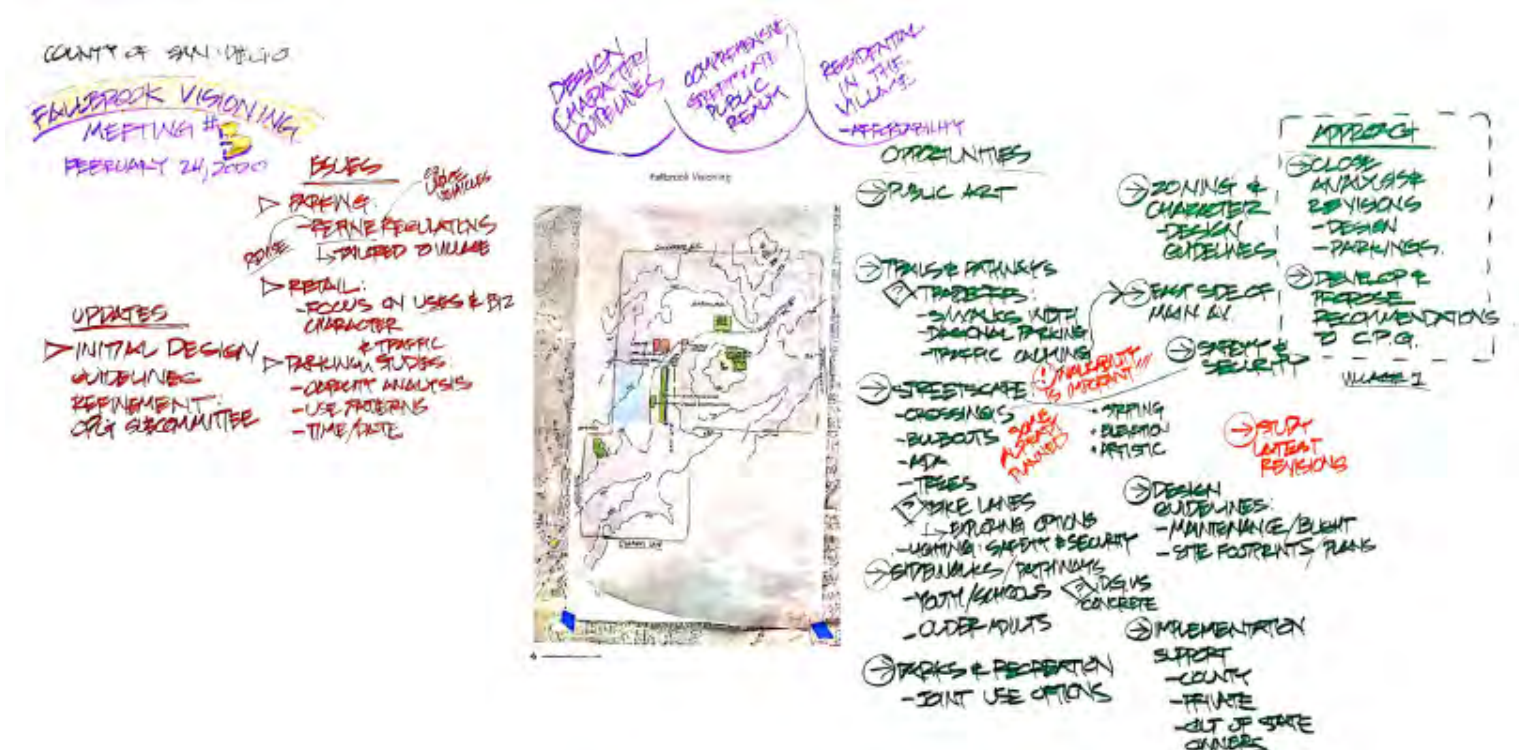 COUNTY OF SAN DIEGO
FALLBROOK VISIONING
MEETING #3
FEBRUARY 24, 2020
UPDATES
INITIAL DESIGN
GUIDELINES
REFINEMENT:
CPG SUBCOMMITTEE
ISSUES
PARKING:
- REFINE REGULATIONS
TAILORED TO VILLAGE
REVISE
VEHICLES
RETAIL:
- FOCUS ON USES & BIZ
CHARACTER
& TRAFFIC
PARKING STUDIES
- CAPACITY ANALYSIS
- USE PATTERNS
- TIME/DATE
DESIGN
CHARACTER/
GUIDELINES
COMPREHENSIVE
STREETSCAPE
PUBLIC
REALM
RESIDENTIAL
IN THE
VILLAGE
- AFFORDABILITY
Fallbrook Visioning
OPPORTUNITIES
PUBLIC ART
TRAILS & PATHWAYS
? TRADEOFFS:
- S/WALKS WIDTH
- DIAGONAL PARKING
- TRAFFIC CALMING
STREETSCAPE
- CROSSINGS
- BULBOUTS
- ADA
- TREES
? BIKE LANES
EXPLORING OPTIONS
- LIGHTING: SAFETY & SECURITY
SOME
ALREADY
PLANNED
! WALKABILITY
IS IMPORTANT!!!!
• STRIPING
• ELEVATION
• ARTISTIC
SIDEWALKS/PATHWAYS
- YOUTH/SCHOOLS
- OLDER ADULTS
? D.G. VS
CONCRETE
PARKS & RECREATION
- JOINT USE OPTIONS
ZONING &
CHARACTER
- DESIGN
GUIDELINES
EAST SIDE OF
MAIN AV.
SAFETY &
SECURITY
STUDY
LATEST
REVISIONS
DESIGN
GUIDELINES:
- MAINTENANCE/BLIGHT
- SITE FOOTPRINTS/PLANS
IMPLEMENTATION
SUPPORT
- COUNTY
- PRIVATE
- OUT OF STATE
OWNERS
APPROACH
CLOSE
ANALYSIS &
REVISIONS
- DESIGN
- PARKINGS.
DEVELOP &
PROPOSE
RECOMMENDATIONS
TO C.P.G.
VILLAGE 1